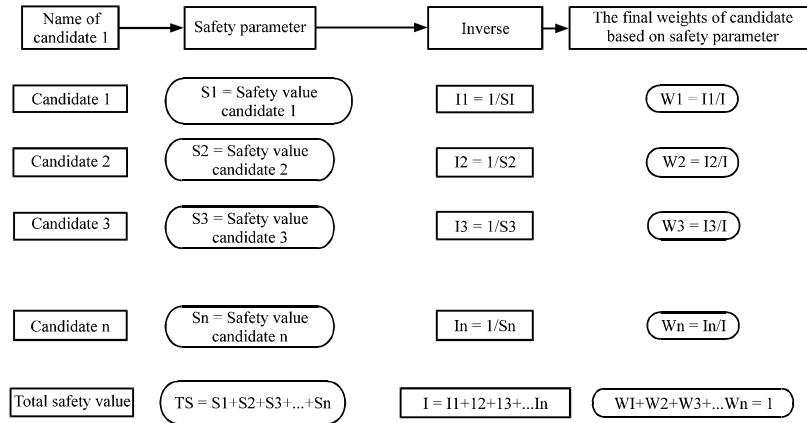 Name of
candidate 1
Safety parameter
Inverse
The final weights of candidate
based on safety parameter
Candidate 1
S1 = Safety value
candidate 1
I1 = 1/SI
W1 = I1/I
Candidate 2
S2 = Safety value
candidate 2
I2 = 1/S2
W2 = I2/I
Candidate 3
S3 = Safety value
candidate 3
I3 = 1/S3
W3 = I3/I
Candidate n
Sn = Safety value
candidate n
In = 1/Sn
Wn = In/I
Total safety value
TS = S1+S2+S3+...+Sn
I = I1+12+13+...In
WI+W2+W3+...Wn = 1